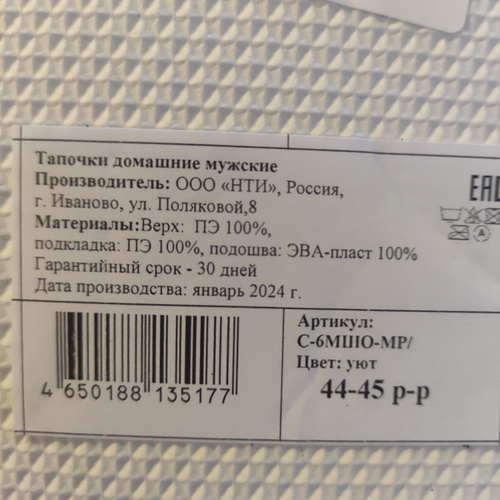 Тапочки домашние мужские
Производитель: ООО «НТИ», Россия,
г. Иваново, ул. Поляковой,8
Материалы:Верх: ПЭ 100%,
подкладка: ПЭ 100%, подошва: ЭВА-пласт 100%
Гарантийный срок - 30 дней
Дата производства: январь 2024 г.
ЕАС
4 650188 135177
Артикул:
С-6МШО-МР/
Цвет: уют
44-45 р-р